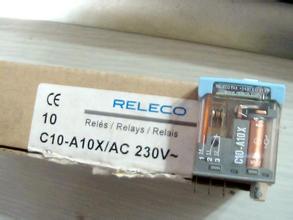 CE
RELECO
10
Relés / Relays / Relais
C10-A10X/AC 230V~
C10-A10X